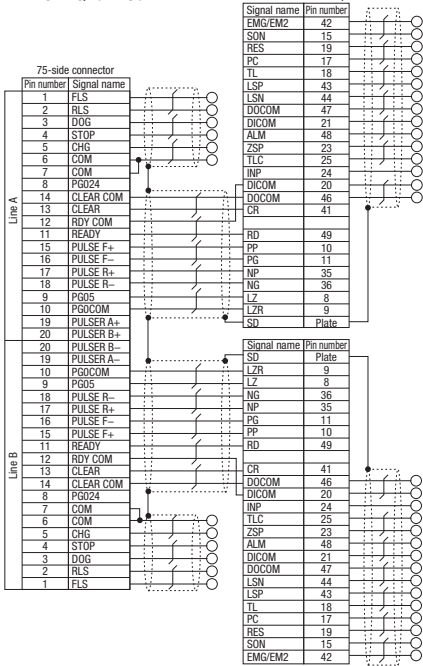 Signal name Pin number
EMG/EM2 42
SON 15
RES 19
PC 17
TL 18
LSP 43
LSN 44
DOCOM 47
DICOM 21
ALM 48
ZSP 23
TLC 25
INP 24
DICOM 20
DOCOM 46
CR 41
RD 49
PP 10
PG 11
NP 35
NG 36
LZ 8
LZR 9
SD Plate
75-side connector
Pin number Signal name
Line A
1 FLS
2 RLS
3 DOG
4 STOP
5 CHG
6 COM
7 COM
8 PG024
14 CLEAR COM
13 CLEAR
12 RDY COM
11 READY
15 PULSE F+
16 PULSE F−
17 PULSE R+
18 PULSE R−
9 PG05
10 PG0COM
19 PULSER A+
20 PULSER B+
Line B
20 PULSER B−
19 PULSER A−
10 PG0COM
9 PG05
18 PULSE R−
17 PULSE R+
16 PULSE F−
15 PULSE F+
11 READY
12 RDY COM
13 CLEAR
14 CLEAR COM
8 PG024
7 COM
6 COM
5 CHG
4 STOP
3 DOG
2 RLS
1 FLS
Signal name Pin number
SD Plate
LZR 9
LZ 8
NG 36
NP 35
PG 11
PP 10
RD 49
CR 41
DOCOM 46
DICOM 20
INP 24
TLC 25
ZSP 23
ALM 48
DICOM 21
DOCOM 47
LSN 44
LSP 43
TL 18
PC 17
RES 19
SON 15
EMG/EM2 42